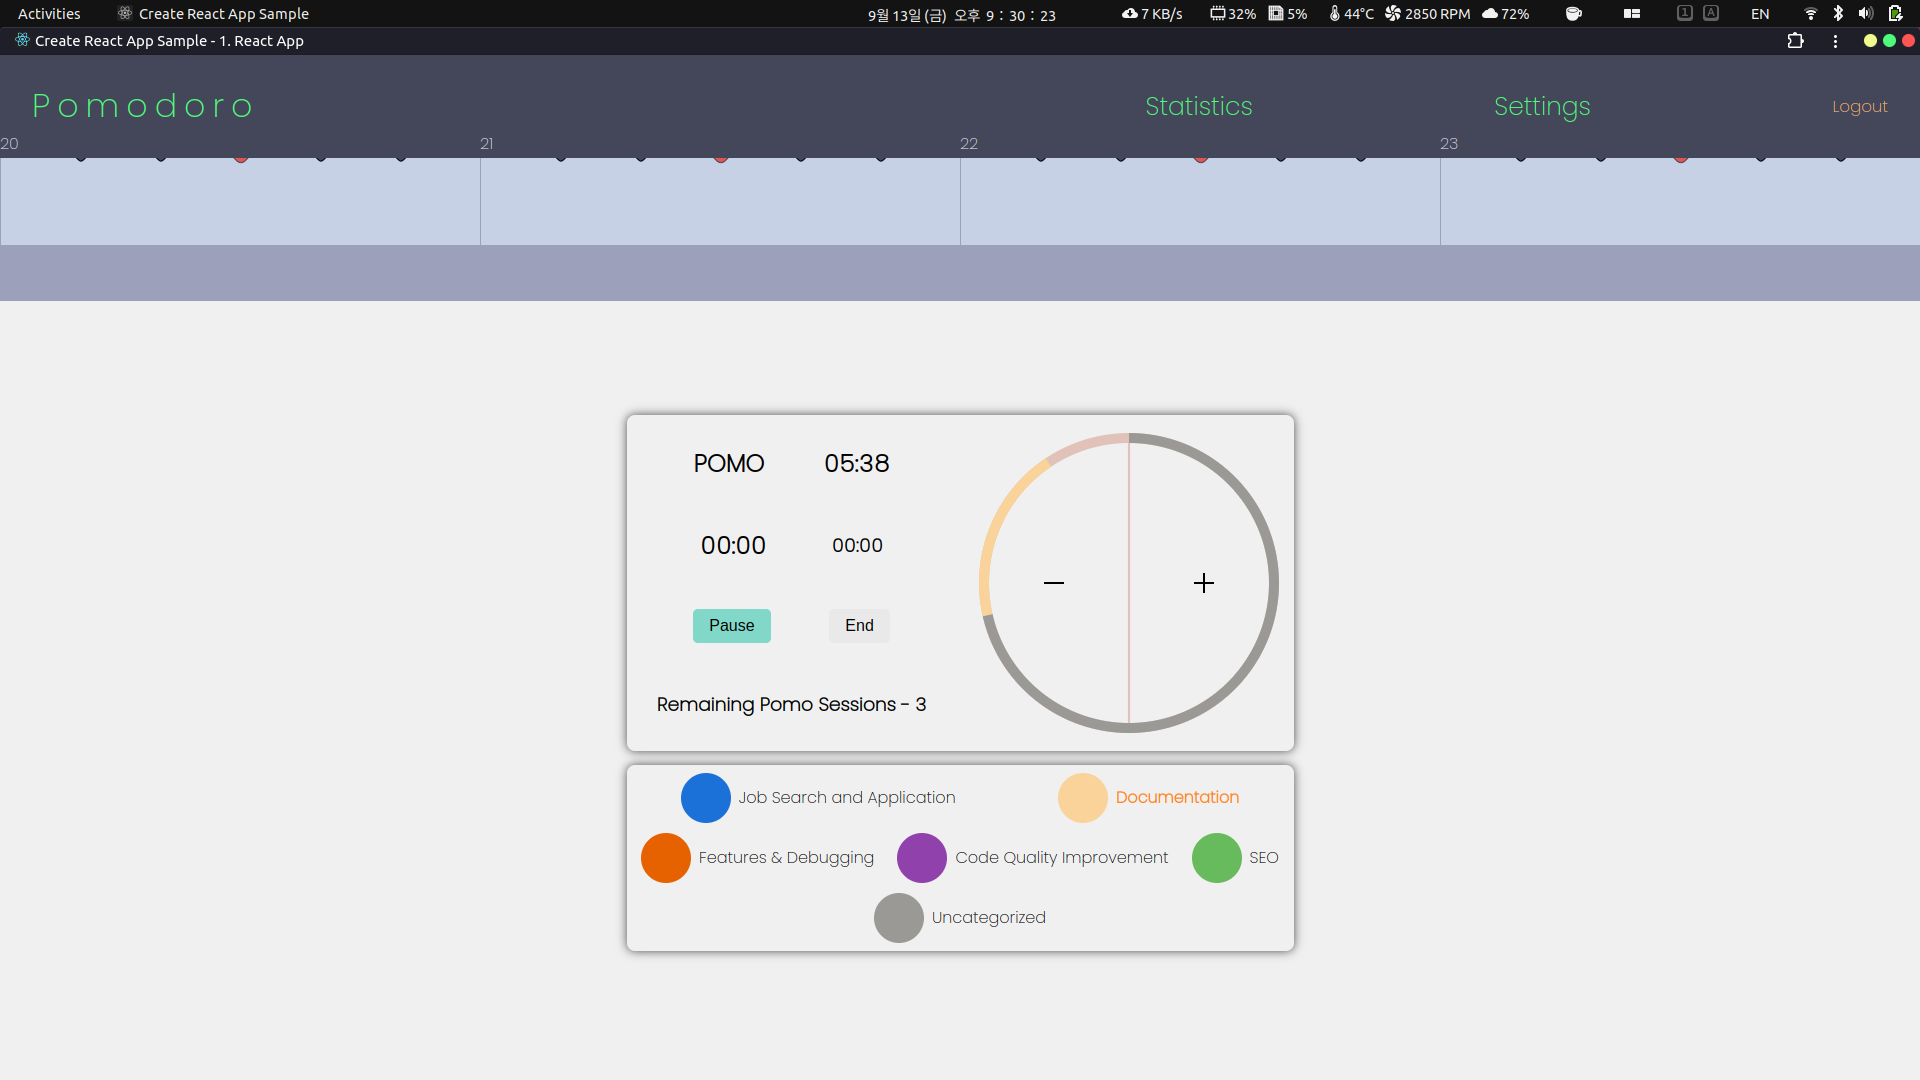 Activities Create React App Sample 9월 13일 (금) 오후 9 : 30 : 23 7 KB/s 32% 5% 44°C 2850 RPM 72% 1 A EN
Create React App Sample - 1. React App
Pomodoro Statistics Settings Logout
20 21 22 23
POMO 05:38
00:00 00:00
Pause End
Remaining Pomo Sessions - 3
Job Search and Application Documentation
Features & Debugging Code Quality Improvement SEO
Uncategorized